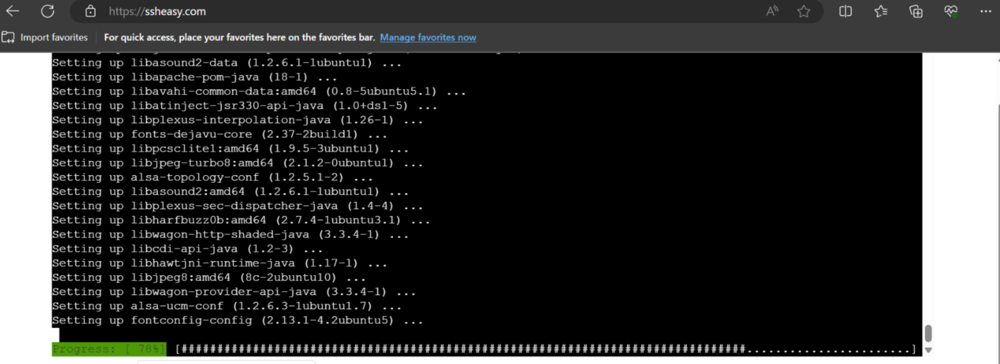 https://ssheasy.com
Import favorites
For quick access, place your favorites here on the favorites bar. Manage favorites now
Setting up libasound2-data (1.2.6.1-1ubuntu1) ...
Setting up libapache-pom-java (18-1) ...
Setting up libavahi-common-data:amd64 (0.8-5ubuntu5.1) ...
Setting up libatinject-jsr330-api-java (1.0+ds1-5) ...
Setting up libplexus-interpolation-java (1.26-1) ...
Setting up fonts-dejavu-core (2.37-2build1) ...
Setting up libpcsclite1:amd64 (1.9.5-3ubuntu1) ...
Setting up libjpeg-turbo8:amd64 (2.1.2-0ubuntu1) ...
Setting up alsa-topology-conf (1.2.5.1-2) ...
Setting up libasound2:amd64 (1.2.6.1-1ubuntu1) ...
Setting up libplexus-sec-dispatcher-java (1.4-4) ...
Setting up libharfbuzz0b:amd64 (2.7.4-1ubuntu3.1) ...
Setting up libwagon-http-shaded-java (3.3.4-1) ...
Setting up libcdi-api-java (1.2-3) ...
Setting up libhawtjni-runtime-java (1.17-1) ...
Setting up libjpeg8:amd64 (8c-2ubuntu10) ...
Setting up libwagon-provider-api-java (3.3.4-1) ...
Setting up alsa-ucm-conf (1.2.6.3-1ubuntu1.7) ...
Setting up fontconfig-config (2.13.1-4.2ubuntu5) ...
Progress: [ 78%] [###############################################################################.......................]